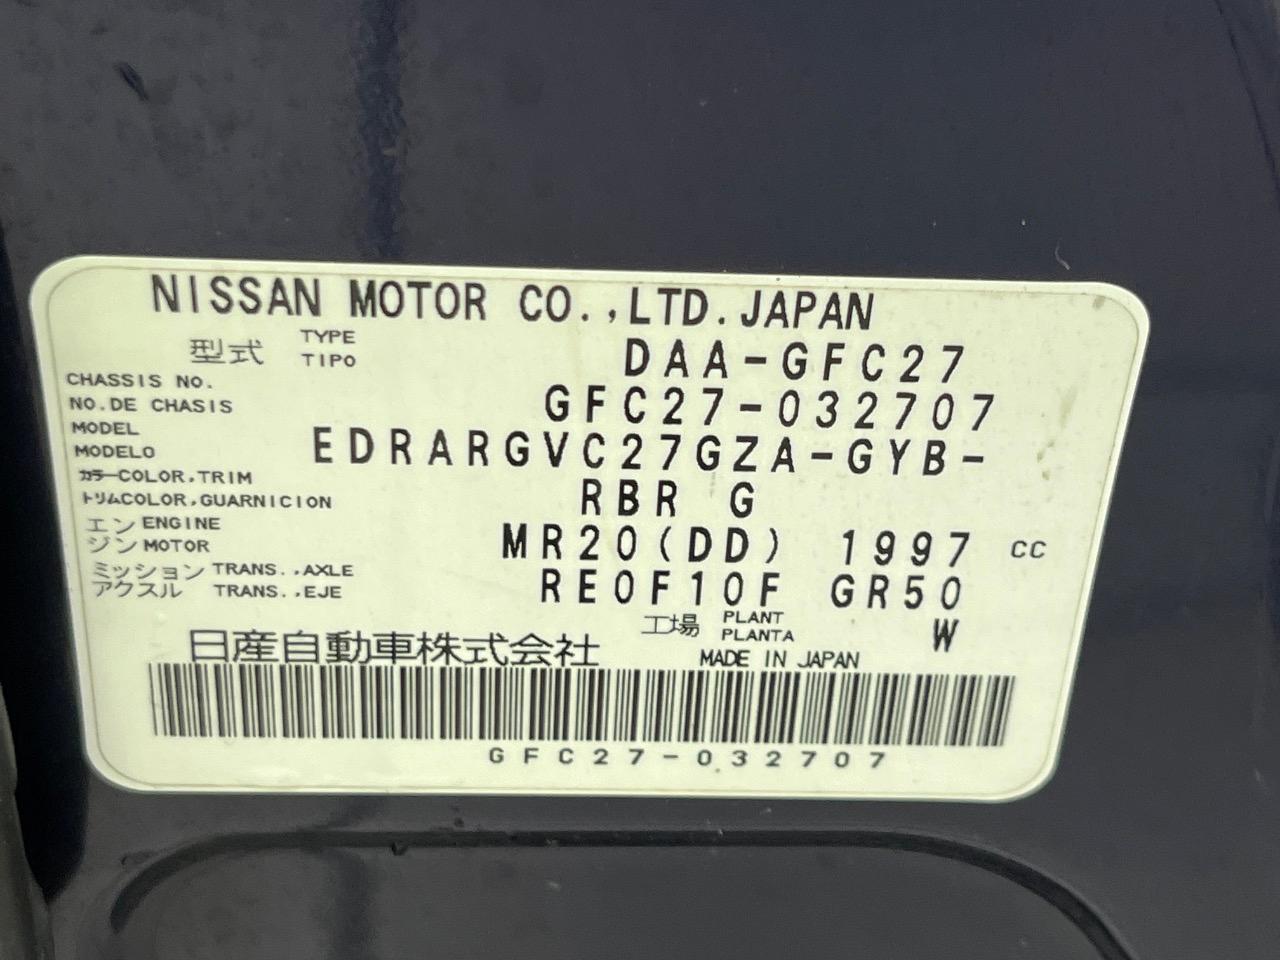 NISSAN MOTOR CO.,LTD.JAPAN
型式 TYPE TIPO DAA-GFC27
CHASSIS NO. NO.DE CHASIS GFC27-032707
MODEL MODELO EDRARGVC27GZA-GYB-
カラーCOLOR,TRIM トリムCOLOR,GUARNICION RBR G
エンジン ENGINE MOTOR MR20(DD) 1997 CC
ミッション TRANS.,AXLE アクスル TRANS.,EJE RE0F10F GR50
工場 PLANT PLANTA W
日産自動車株式会社 MADE IN JAPAN
GFC27-032707